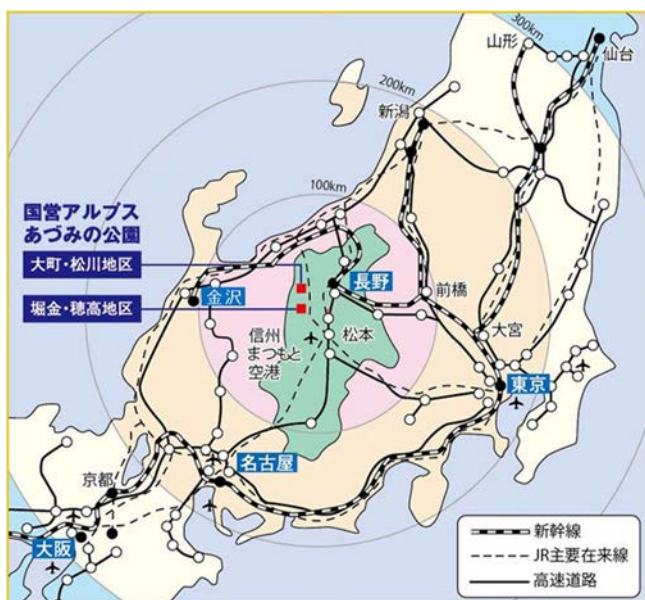 300km
山形
仙台
200km
新潟
100km
国営アルプス
あづみの公園
大町・松川地区
長野
金沢
前橋
堀金・穂高地区
大宮
信州
まつもと
空港
松本
東京
名古屋
京都
大阪
新幹線
JR主要在来線
高速道路